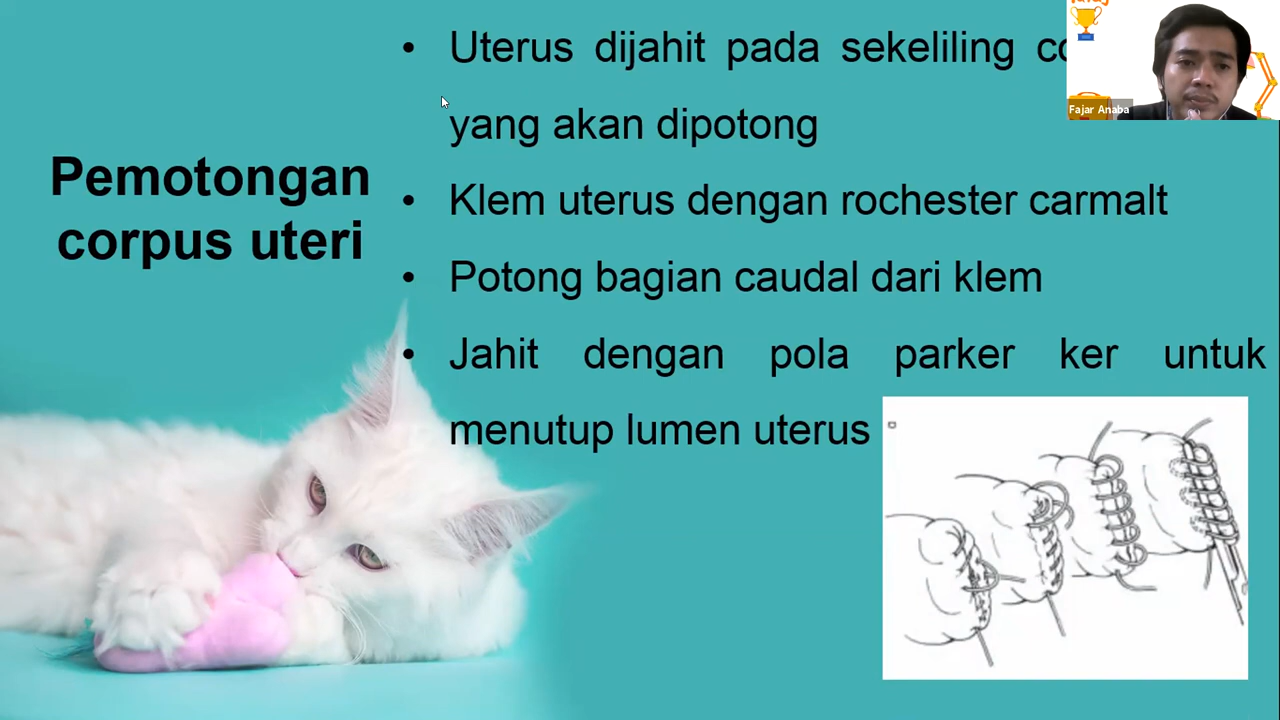 Pemotongan
corpus uteri
• Uterus dijahit pada sekeliling
yang akan dipotong
• Klem uterus dengan rochester carmalt
• Potong bagian caudal dari klem
• Jahit dengan pola parker ker untuk
menutup lumen uterus
Fajar Anaba